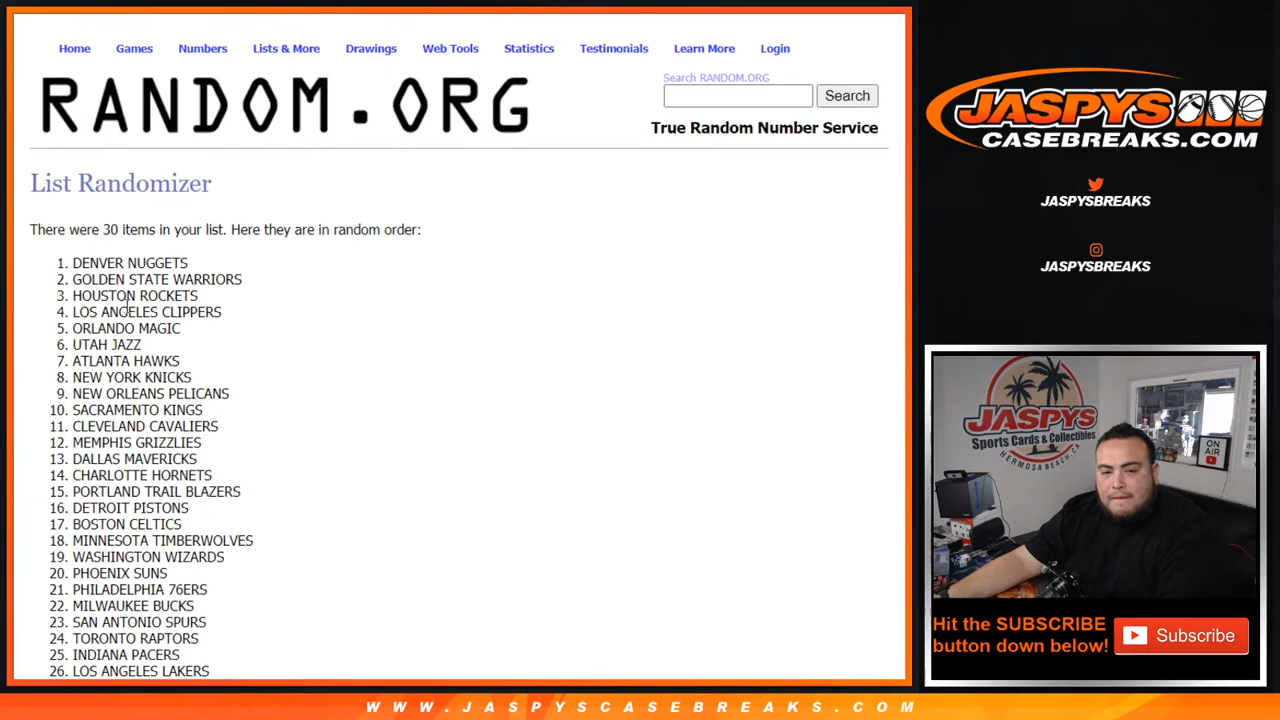 Home Games Numbers Lists & More Drawings Web Tools Statistics Testimonials Learn More Login
RANDOM.ORG
Search RANDOM.ORG
Search
True Random Number Service
List Randomizer
There were 30 items in your list. Here they are in random order:
1. DENVER NUGGETS
2. GOLDEN STATE WARRIORS
3. HOUSTON ROCKETS
4. LOS ANGELES CLIPPERS
5. ORLANDO MAGIC
6. UTAH JAZZ
7. ATLANTA HAWKS
8. NEW YORK KNICKS
9. NEW ORLEANS PELICANS
10. SACRAMENTO KINGS
11. CLEVELAND CAVALIERS
12. MEMPHIS GRIZZLIES
13. DALLAS MAVERICKS
14. CHARLOTTE HORNETS
15. PORTLAND TRAIL BLAZERS
16. DETROIT PISTONS
17. BOSTON CELTICS
18. MINNESOTA TIMBERWOLVES
19. WASHINGTON WIZARDS
20. PHOENIX SUNS
21. PHILADELPHIA 76ERS
22. MILWAUKEE BUCKS
23. SAN ANTONIO SPURS
24. TORONTO RAPTORS
25. INDIANA PACERS
26. LOS ANGELES LAKERS
JASPYS
CASEBREAKS.COM
JASPYSBREAKS
JASPYSBREAKS
JASPYS
Sports Cards & Collectibles
HERMOSA BEACH, CA
ON
AIR
Hit the SUBSCRIBE
button down below!
Subscribe
WWW.JASPYSCASEBREAKS.COM